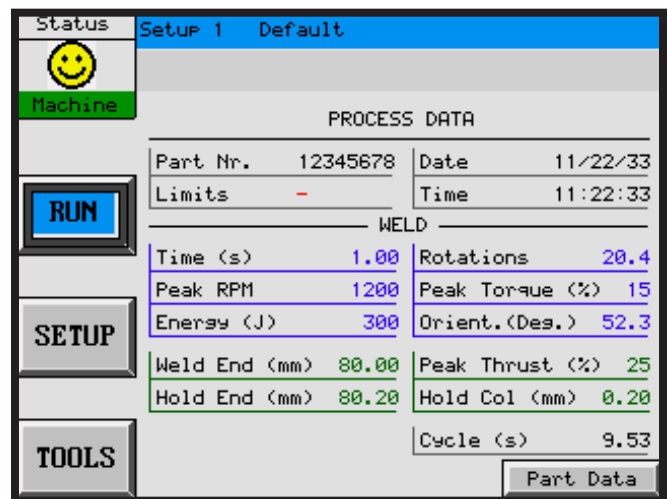 Status
Setup 1 Default
Machine
PROCESS DATA
Part Nr. 12345678 Date 11/22/33
Limits - Time 11:22:33
RUN
WELD
Time (s) 1.00 Rotations 20.4
Peak RPM 1200 Peak Torque (%) 15
Energy (J) 300 Orient.(Deg.) 52.3
SETUP
Weld End (mm) 80.00 Peak Thrust (%) 25
Hold End (mm) 80.20 Hold Col (mm) 0.20
Cycle (s) 9.53
TOOLS
Part Data